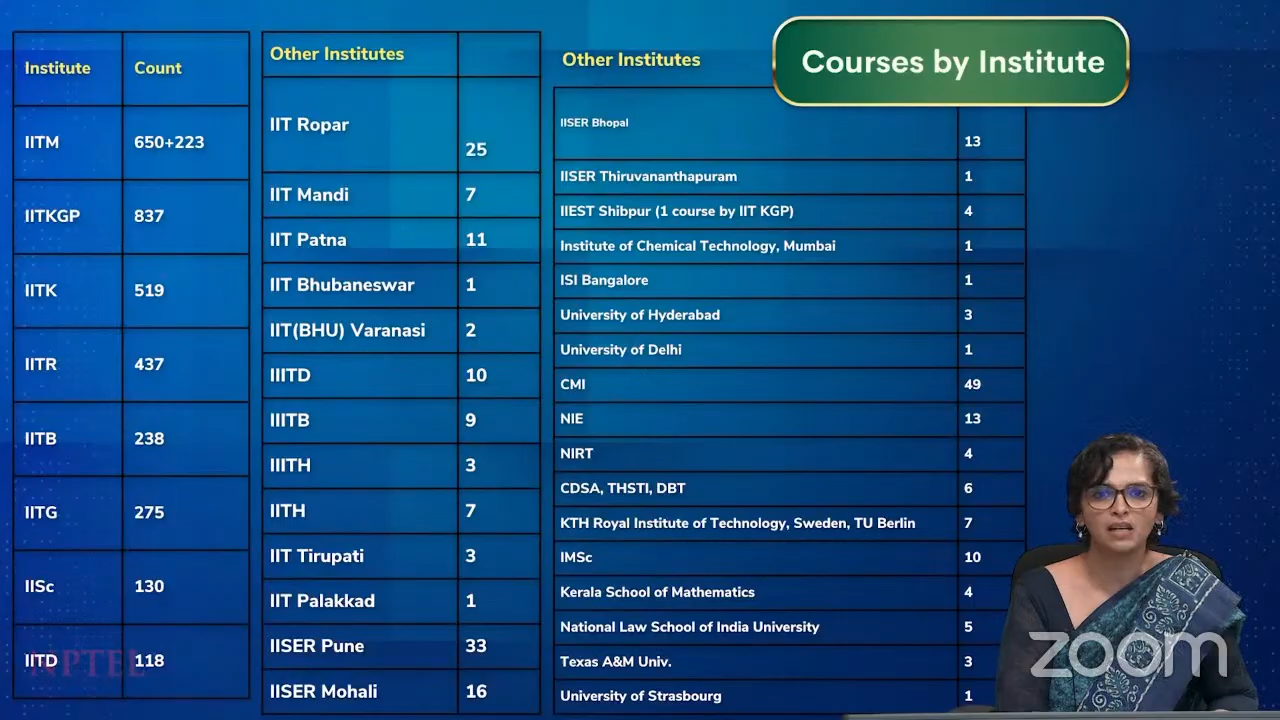 Courses by Institute
Institute Count
IITM 650+223
IITKGP 837
IITK 519
IITR 437
IITB 238
IITG 275
IISc 130
IITD 118
NPTEL
Other Institutes
IIT Ropar 25
IIT Mandi 7
IIT Patna 11
IIT Bhubaneswar 1
IIT(BHU) Varanasi 2
IIITD 10
IIITB 9
IIITH 3
IITH 7
IIT Tirupati 3
IIT Palakkad 1
IISER Pune 33
IISER Mohali 16
Other Institutes
IISER Bhopal 13
IISER Thiruvananthapuram 1
IIEST Shibpur (1 course by IIT KGP) 4
Institute of Chemical Technology, Mumbai 1
ISI Bangalore 1
University of Hyderabad 3
University of Delhi 1
CMI 49
NIE 13
NIRT 4
CDSA, THSTI, DBT 6
KTH Royal Institute of Technology, Sweden, TU Berlin 7
IMSc 10
Kerala School of Mathematics 4
National Law School of India University 5
Texas A&M Univ. 3
University of Strasbourg 1
zoom